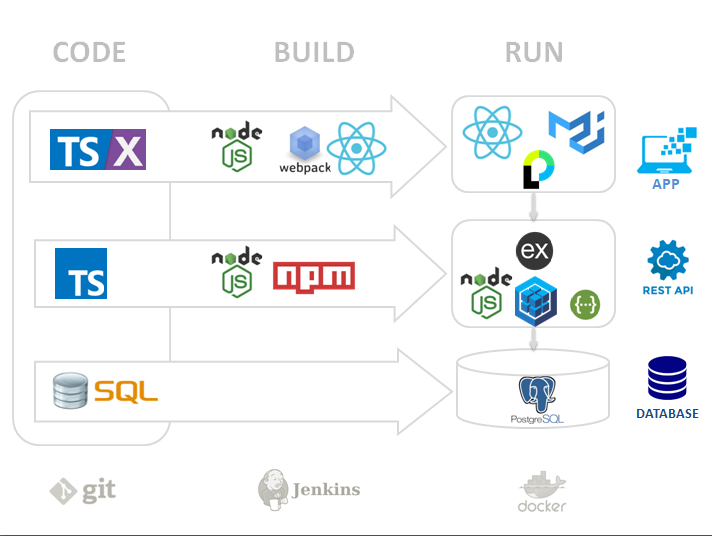 CODE BUILD RUN
TSX
node
JS
webpack
APP
TS
node
JS
npm
ex
node
JS
{···}
REST API
SQL
PostgreSQL
DATABASE
git
Jenkins
docker